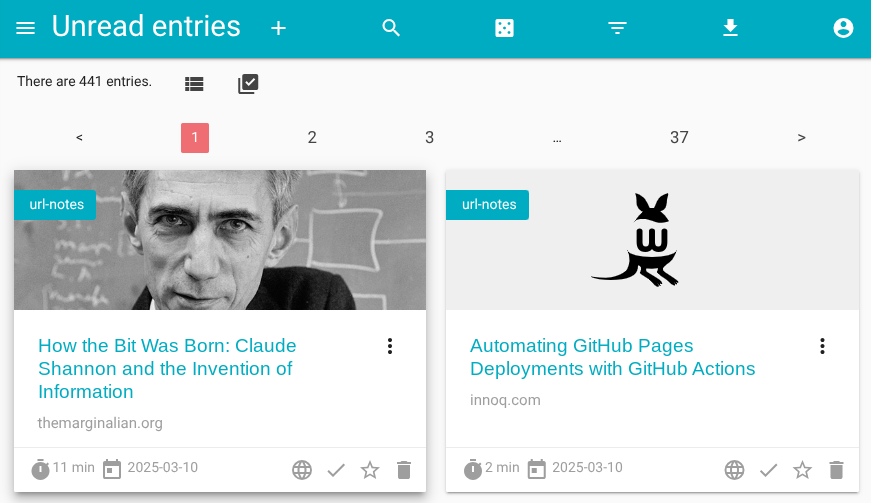 Unread entries
There are 441 entries.
< 1 2 3 ... 37 >
url-notes
How the Bit Was Born: Claude
Shannon and the Invention of
Information
themarginalian.org
11 min 2025-03-10
url-notes
Automating GitHub Pages
Deployments with GitHub Actions
innoq.com
2 min 2025-03-10